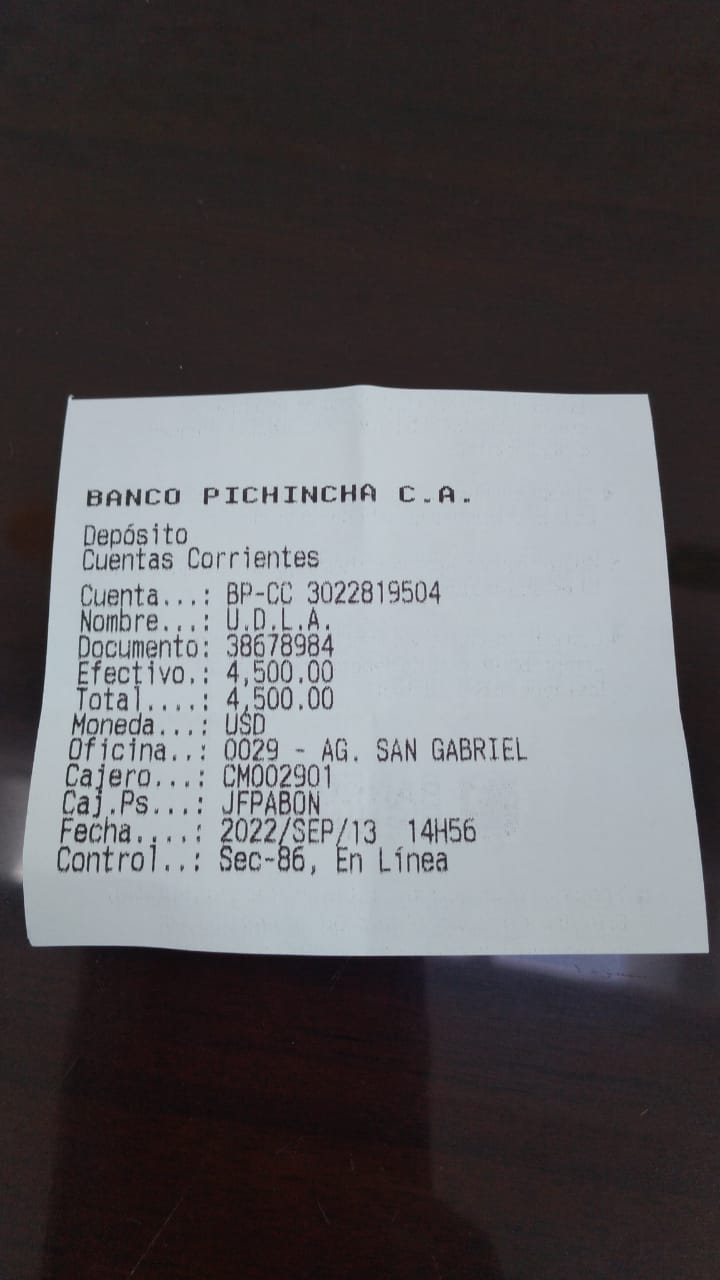 BANCO PICHINCHA C.A.
Depósito
Cuentas Corrientes
Cuenta...: BP-CC 3022819504
Nombre...: U.D.L.A.
Documento: 38678984
Efectivo.: 4,500.00
Total....: 4,500.00
Moneda...: USD
Oficina..: 0029 - AG. SAN GABRIEL
Cajero...: CM002901
Caj.Ps...: JFPABON
Fecha....: 2022/SEP/13 14H56
Control..: Sec-86, En Línea